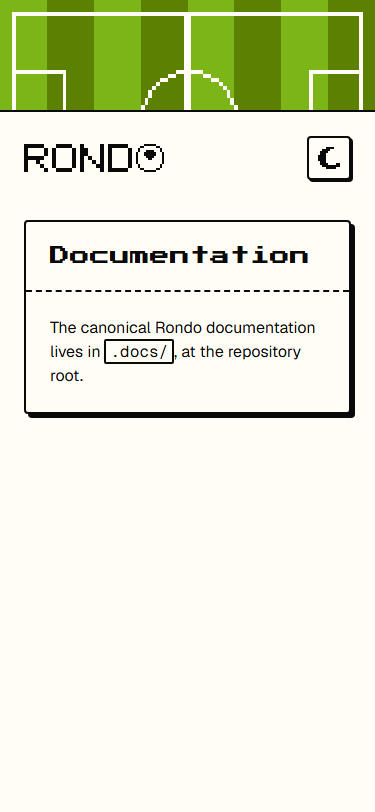 RONDO
Documentation
The canonical Rondo documentation
lives in .docs/, at the repository
root.